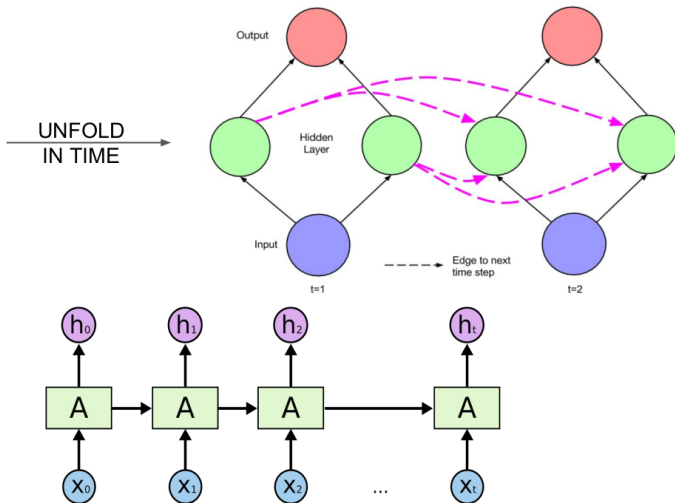 Output
UNFOLD
IN TIME
Hidden
Layer
Input
Edge to next
time step
t=1
t=2
h₀ h₁ h₂ hₜ
A A A A
x₀ x₁ x₂ ... xₜ